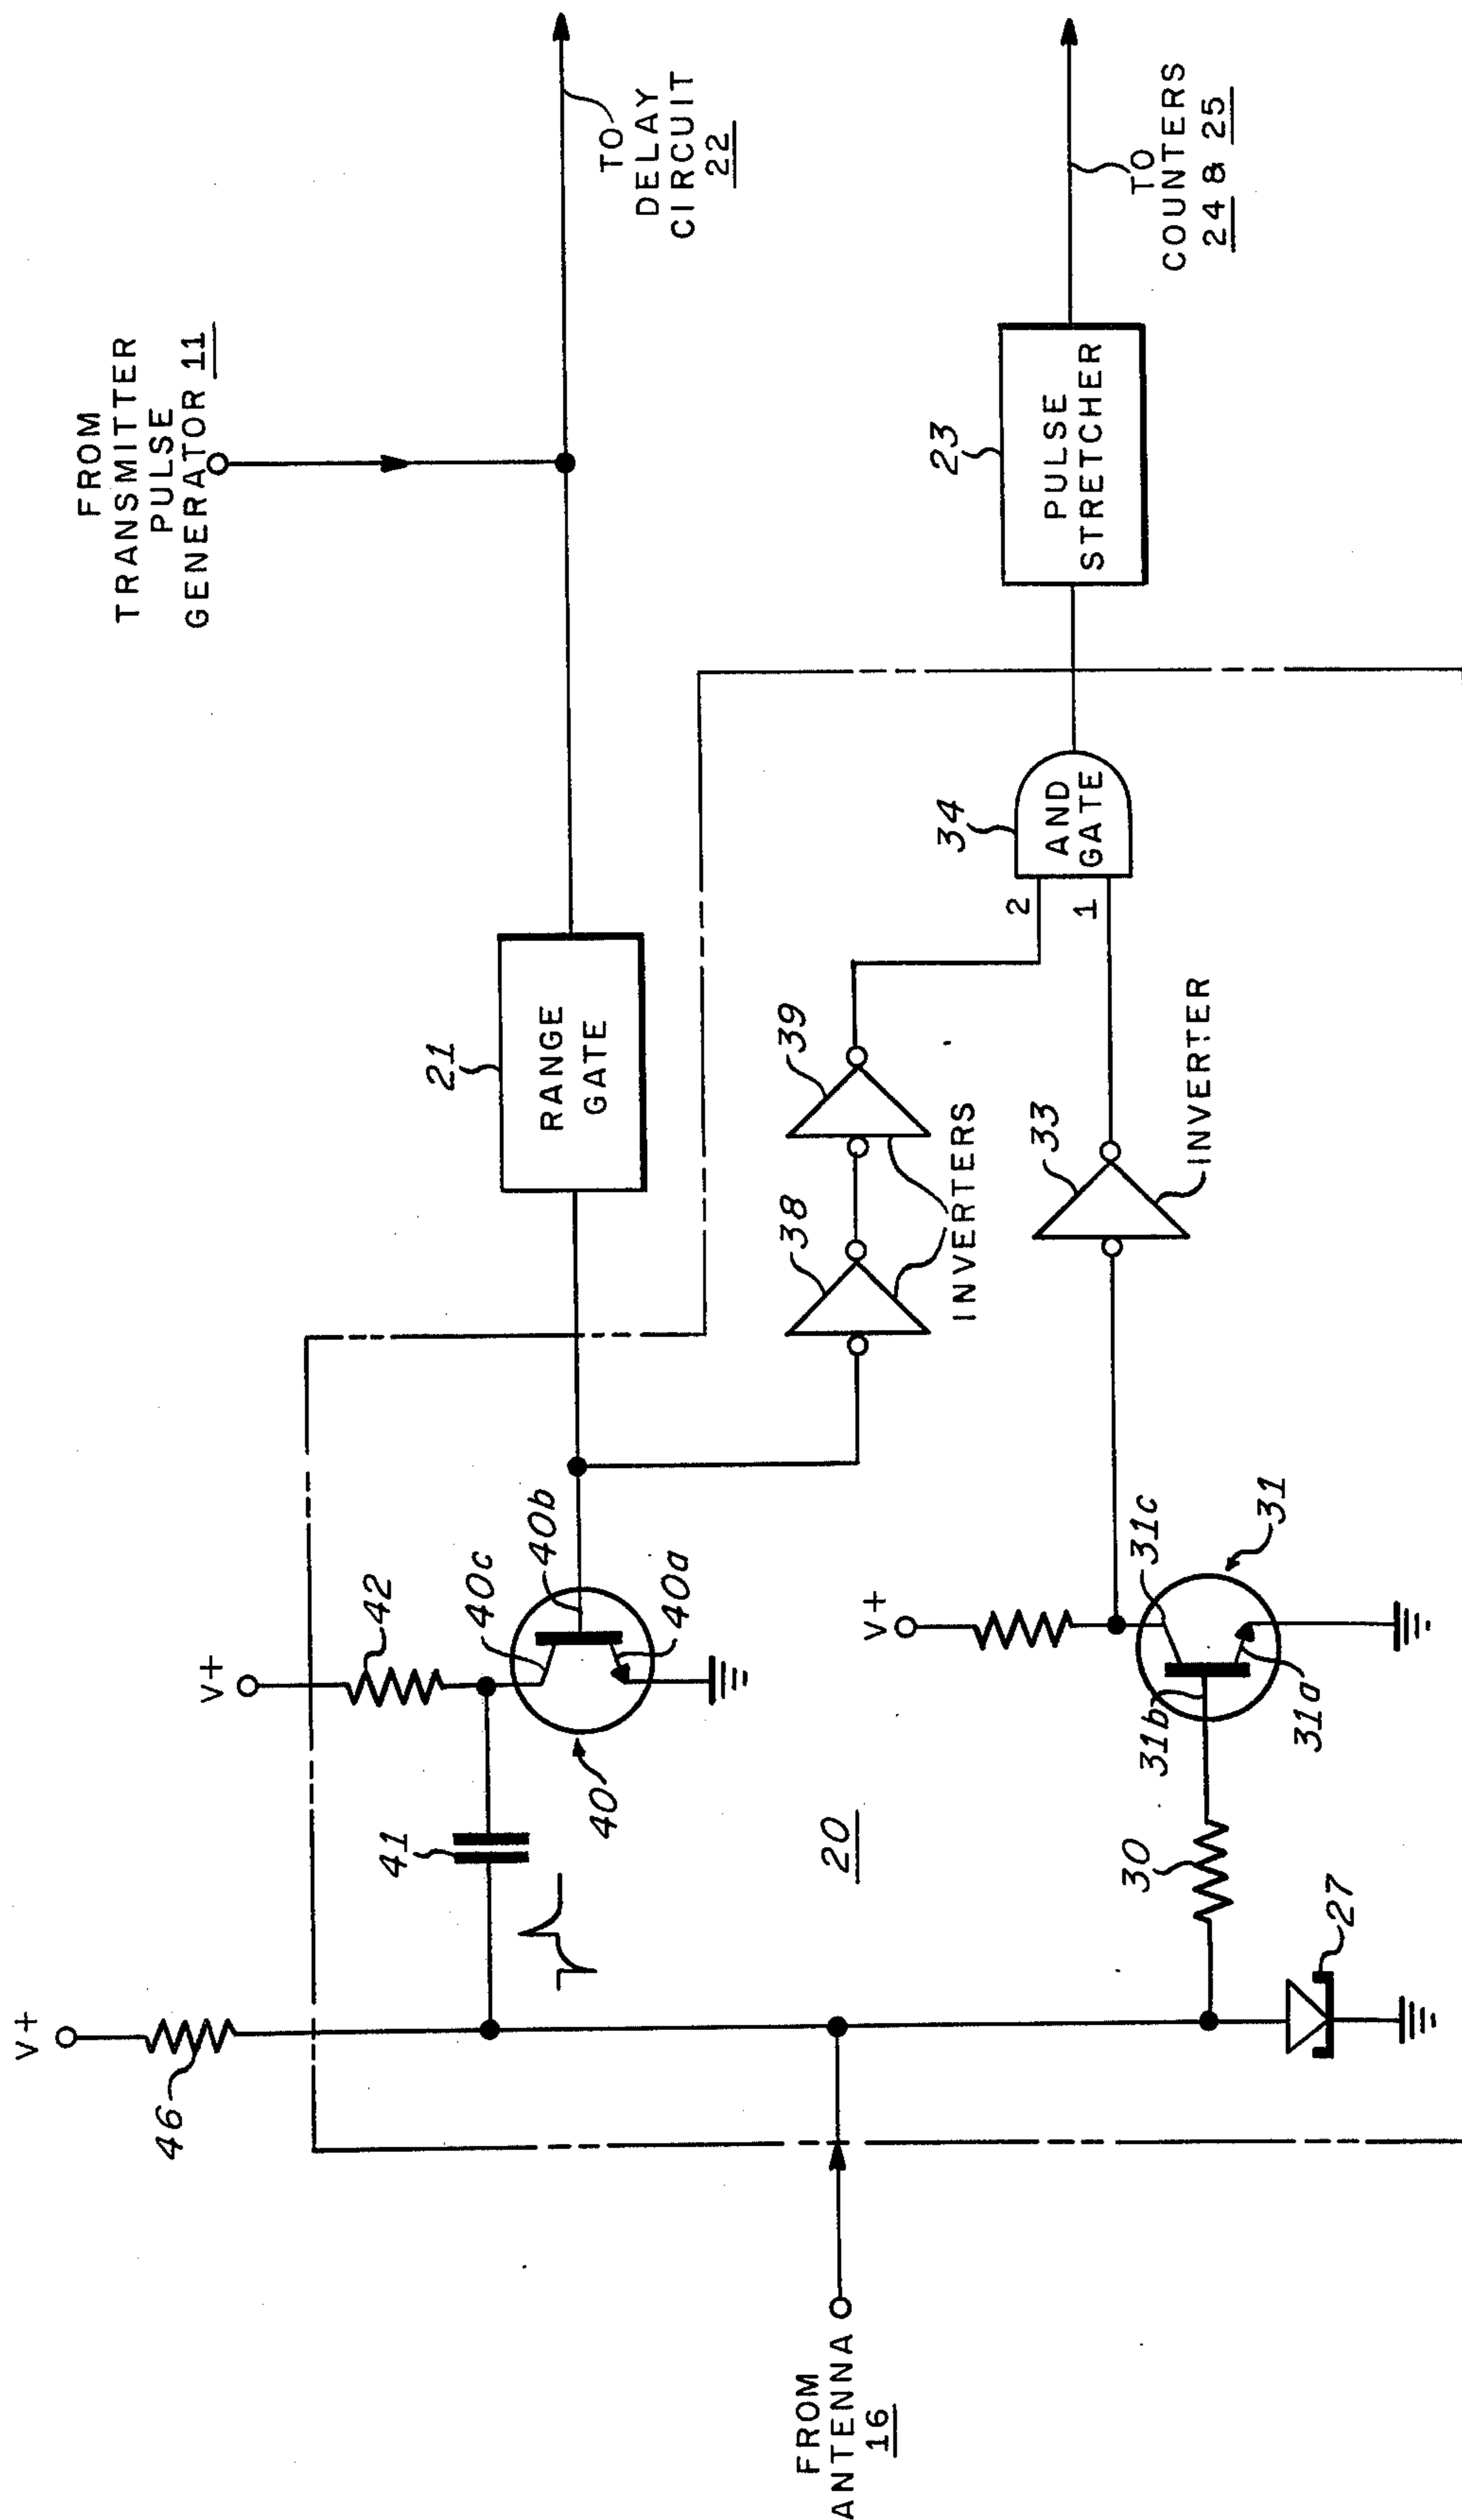 FROM
TRANSMITTER
PULSE
GENERATOR 11
TO
DELAY
CIRCUIT
22
21
RANGE
GATE
V+
46
V+
42
41
40c
40b
40a
40
38
39
INVERTERS
20
FROM
ANTENNA
16
34
2
1
AND
GATE
23
PULSE
STRETCHER
TO
COUNTERS
24 & 25
V+
33
INVERTER
31c
31
31b
31a
30
27